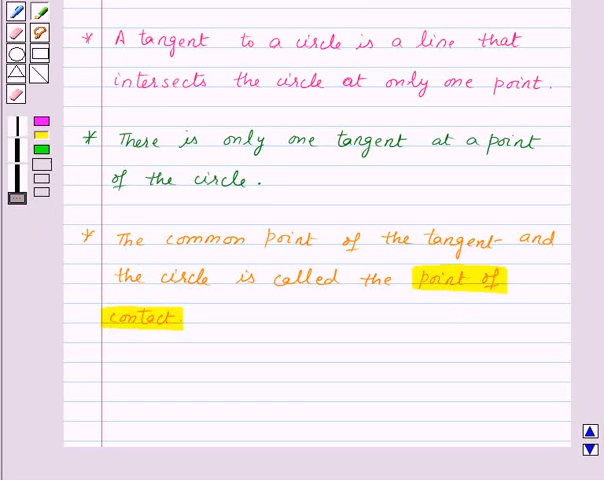 * A tangent to a circle is a line that
intersects the circle at only one point.
* There is only one tangent at a point
of the circle.
* The common point of the tangent and
the circle is called the point of
contact.